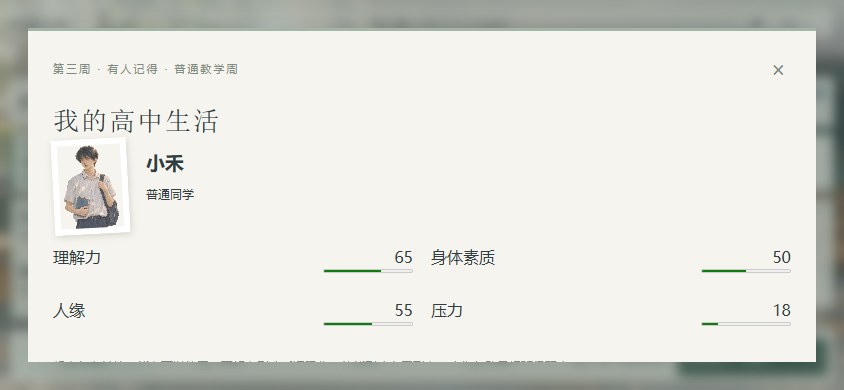 第三周 · 有人记得 · 普通教学周
×
我的高中生活
小禾
普通同学
理解力 65
身体素质 50
人缘 55
压力 18